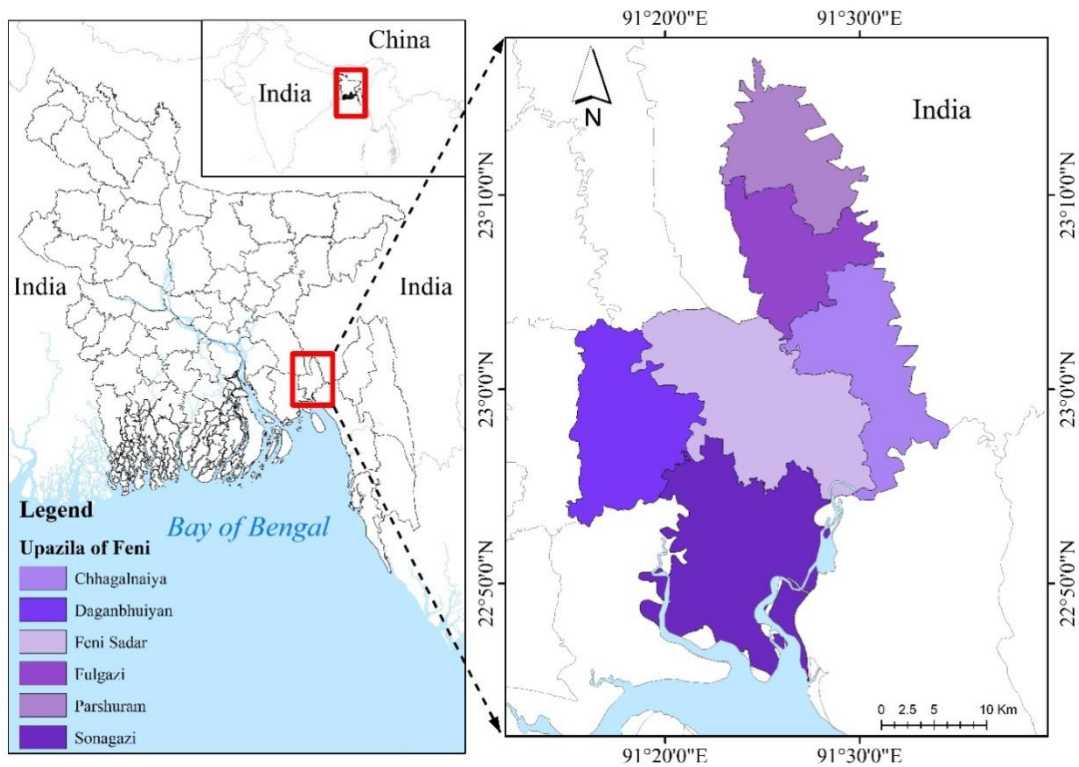 China
India
India
India
Bay of Bengal
Legend
Upazila of Feni
Chhagalnaiya
Daganbhuiyan
Feni Sadar
Fulgazi
Parshuram
Sonagazi
91°20'0"E 91°30'0"E
N
India
23°10'0"N 23°10'0"N
23°0'0"N 23°0'0"N
22°50'0"N 22°50'0"N
0 2.5 5 10 Km
91°20'0"E 91°30'0"E